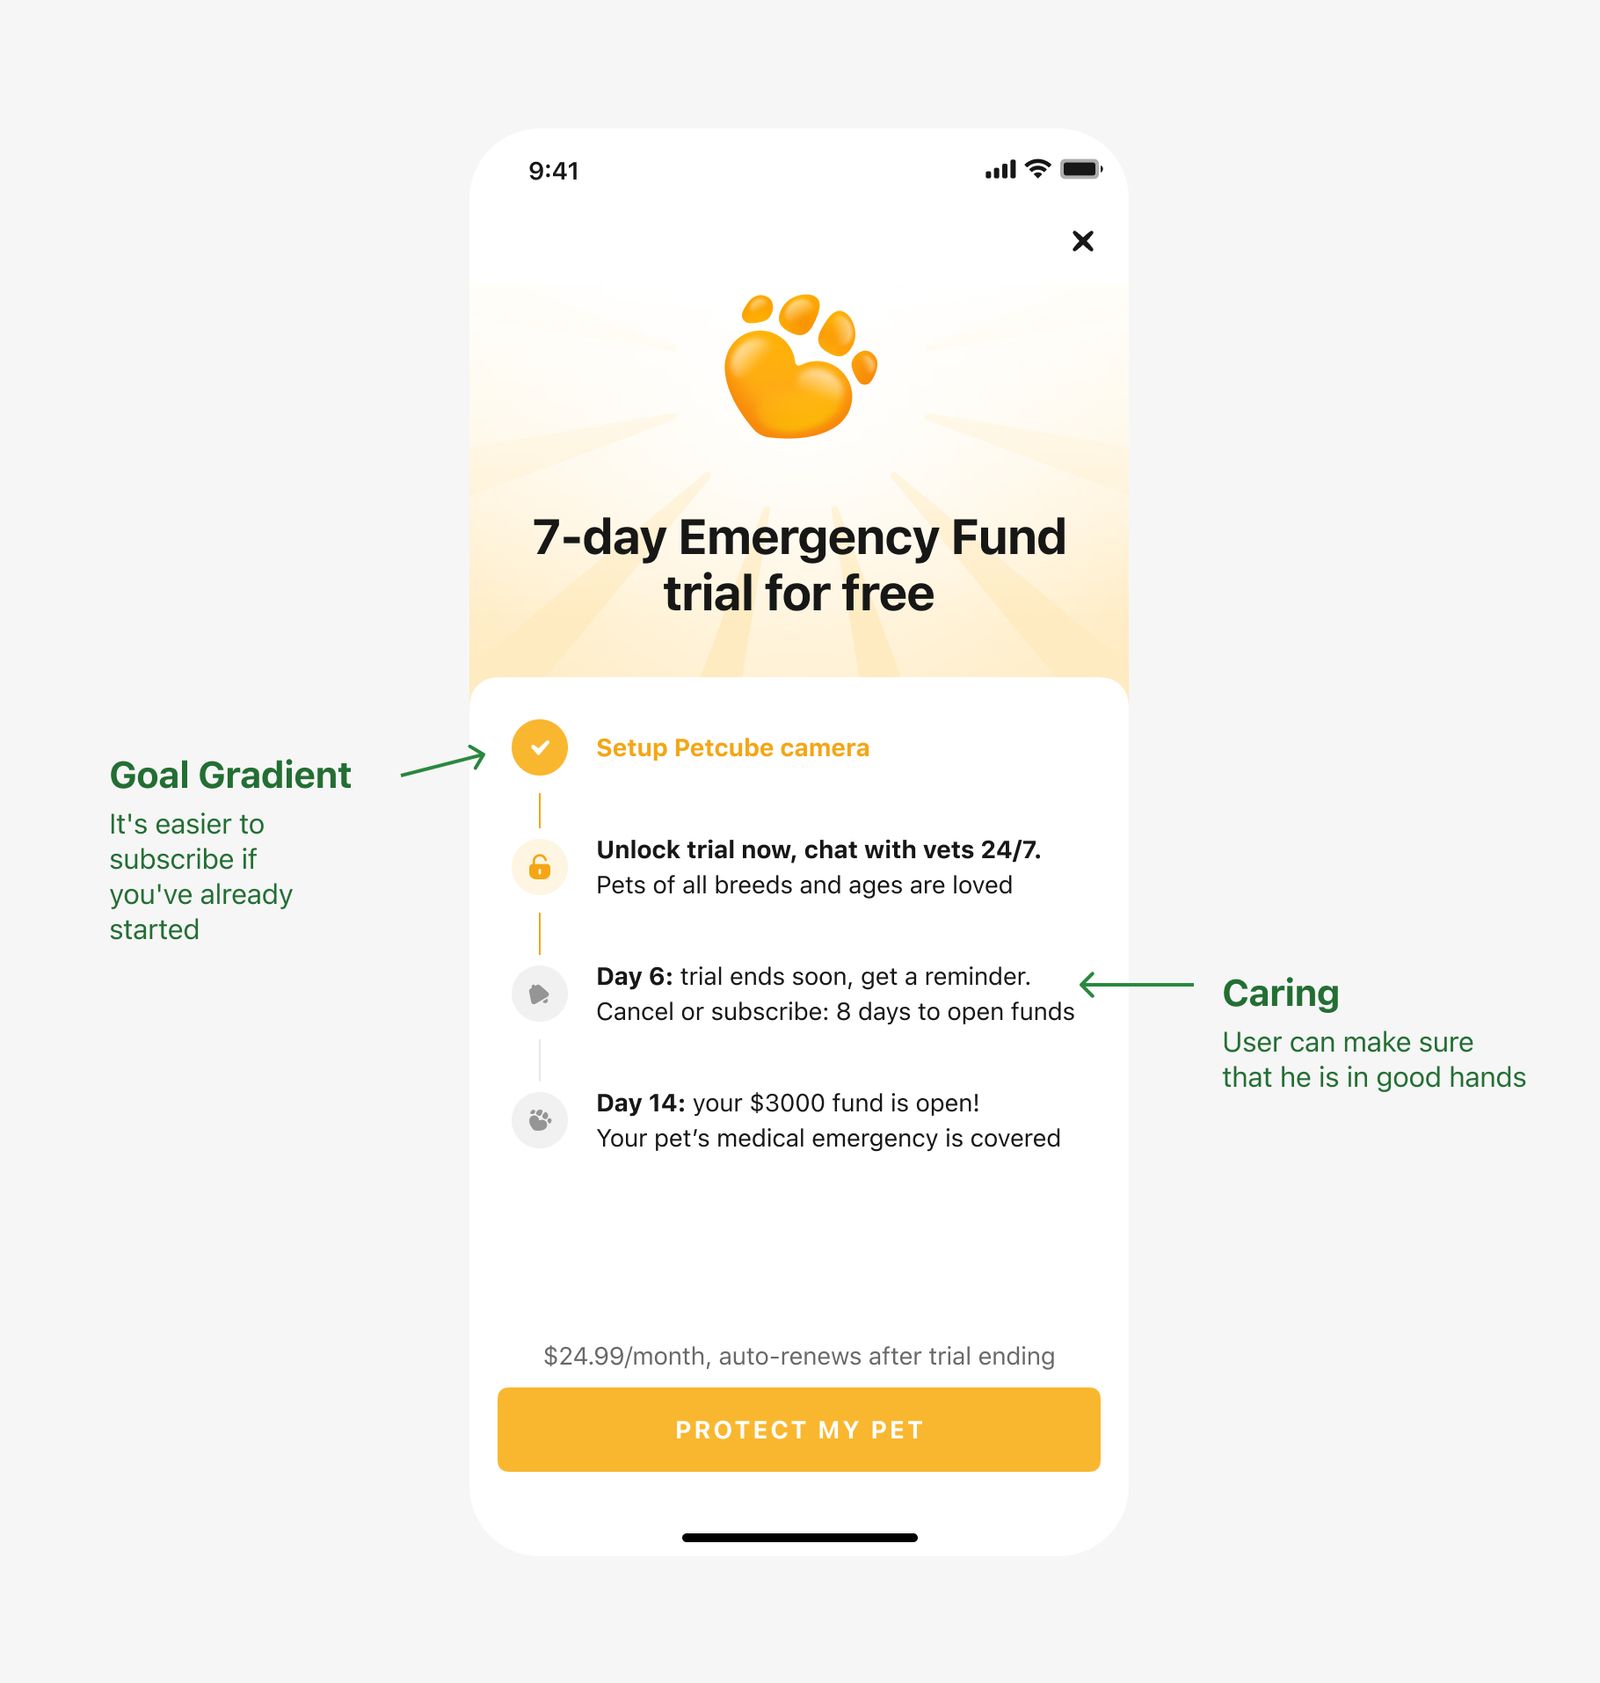 9:41
7-day Emergency Fund
trial for free
Setup Petcube camera
Goal Gradient
It's easier to
subscribe if
you've already
started
Unlock trial now, chat with vets 24/7.
Pets of all breeds and ages are loved
Day 6: trial ends soon, get a reminder.
Cancel or subscribe: 8 days to open funds
Caring
User can make sure
that he is in good hands
Day 14: your $3000 fund is open!
Your pet’s medical emergency is covered
$24.99/month, auto-renews after trial ending
PROTECT MY PET